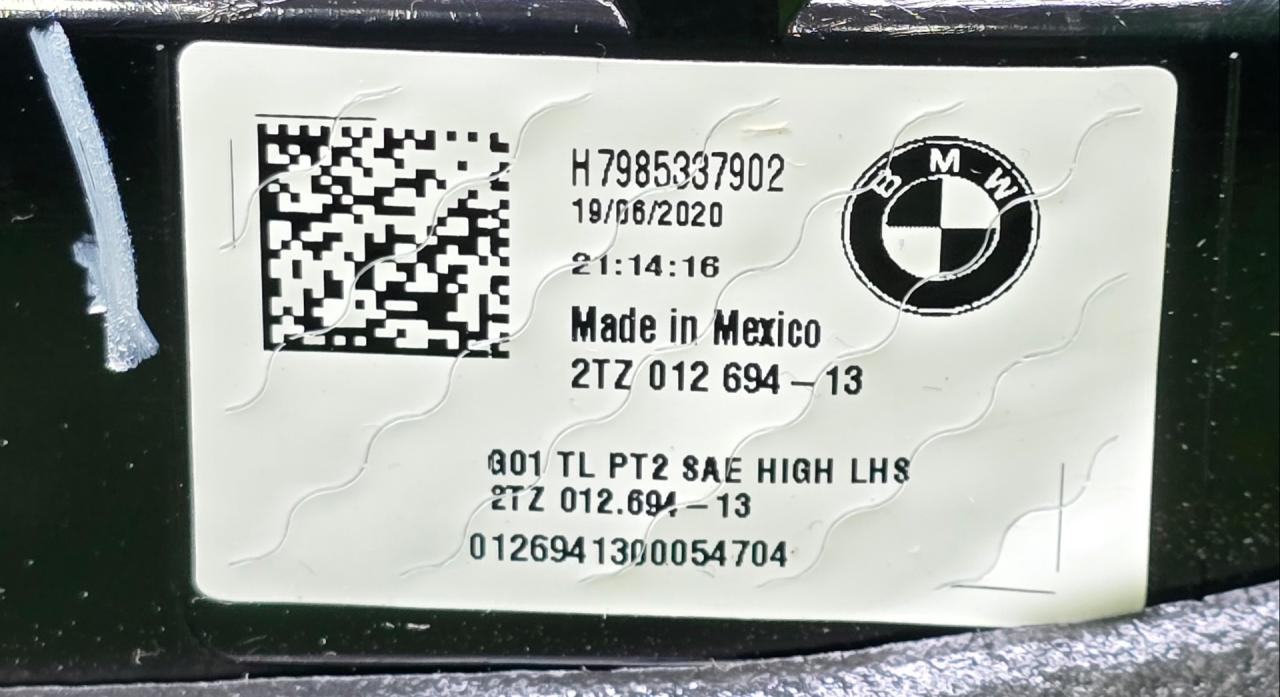 H7985337902
19/06/2020
21:14:16
BMW
Made in Mexico
2TZ 012 694-13
G01 TL PT2 SAE HIGH LHS
2TZ 012.694-13
0126941300054704